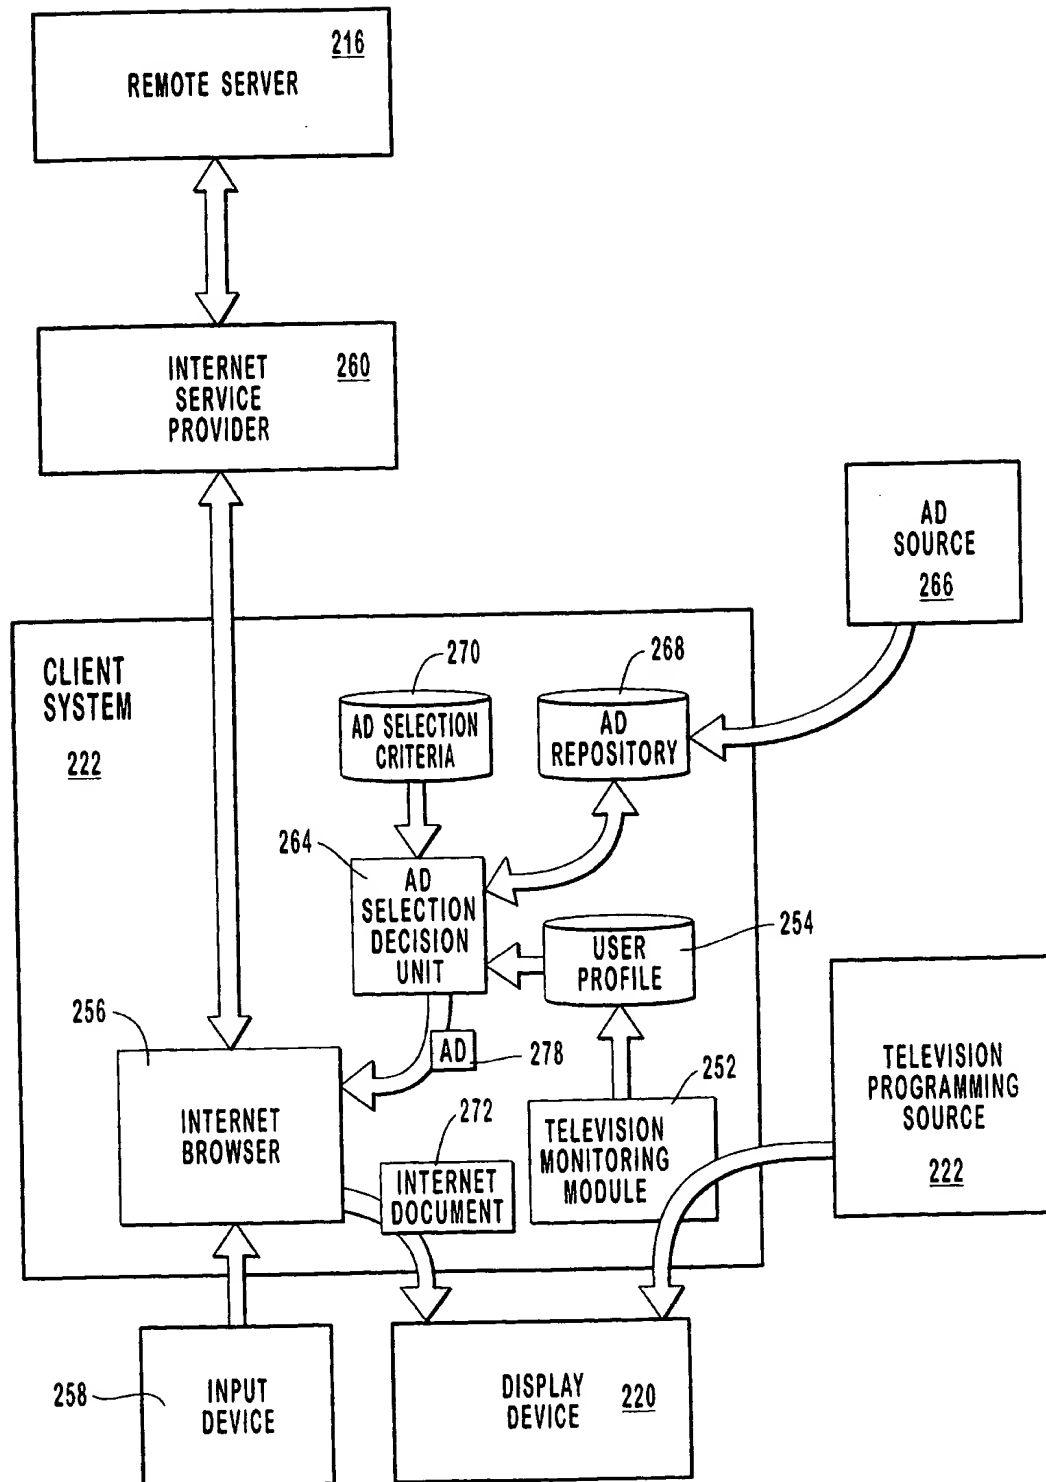 216
REMOTE SERVER
INTERNET
SERVICE
PROVIDER
260
AD
SOURCE
266
CLIENT
SYSTEM
222
270
AD SELECTION
CRITERIA
268
AD
REPOSITORY
264
AD
SELECTION
DECISION
UNIT
USER
PROFILE
254
256
AD
278
INTERNET
BROWSER
272
INTERNET
DOCUMENT
252
TELEVISION
MONITORING
MODULE
TELEVISION
PROGRAMMING
SOURCE
222
258
INPUT
DEVICE
DISPLAY
DEVICE
220